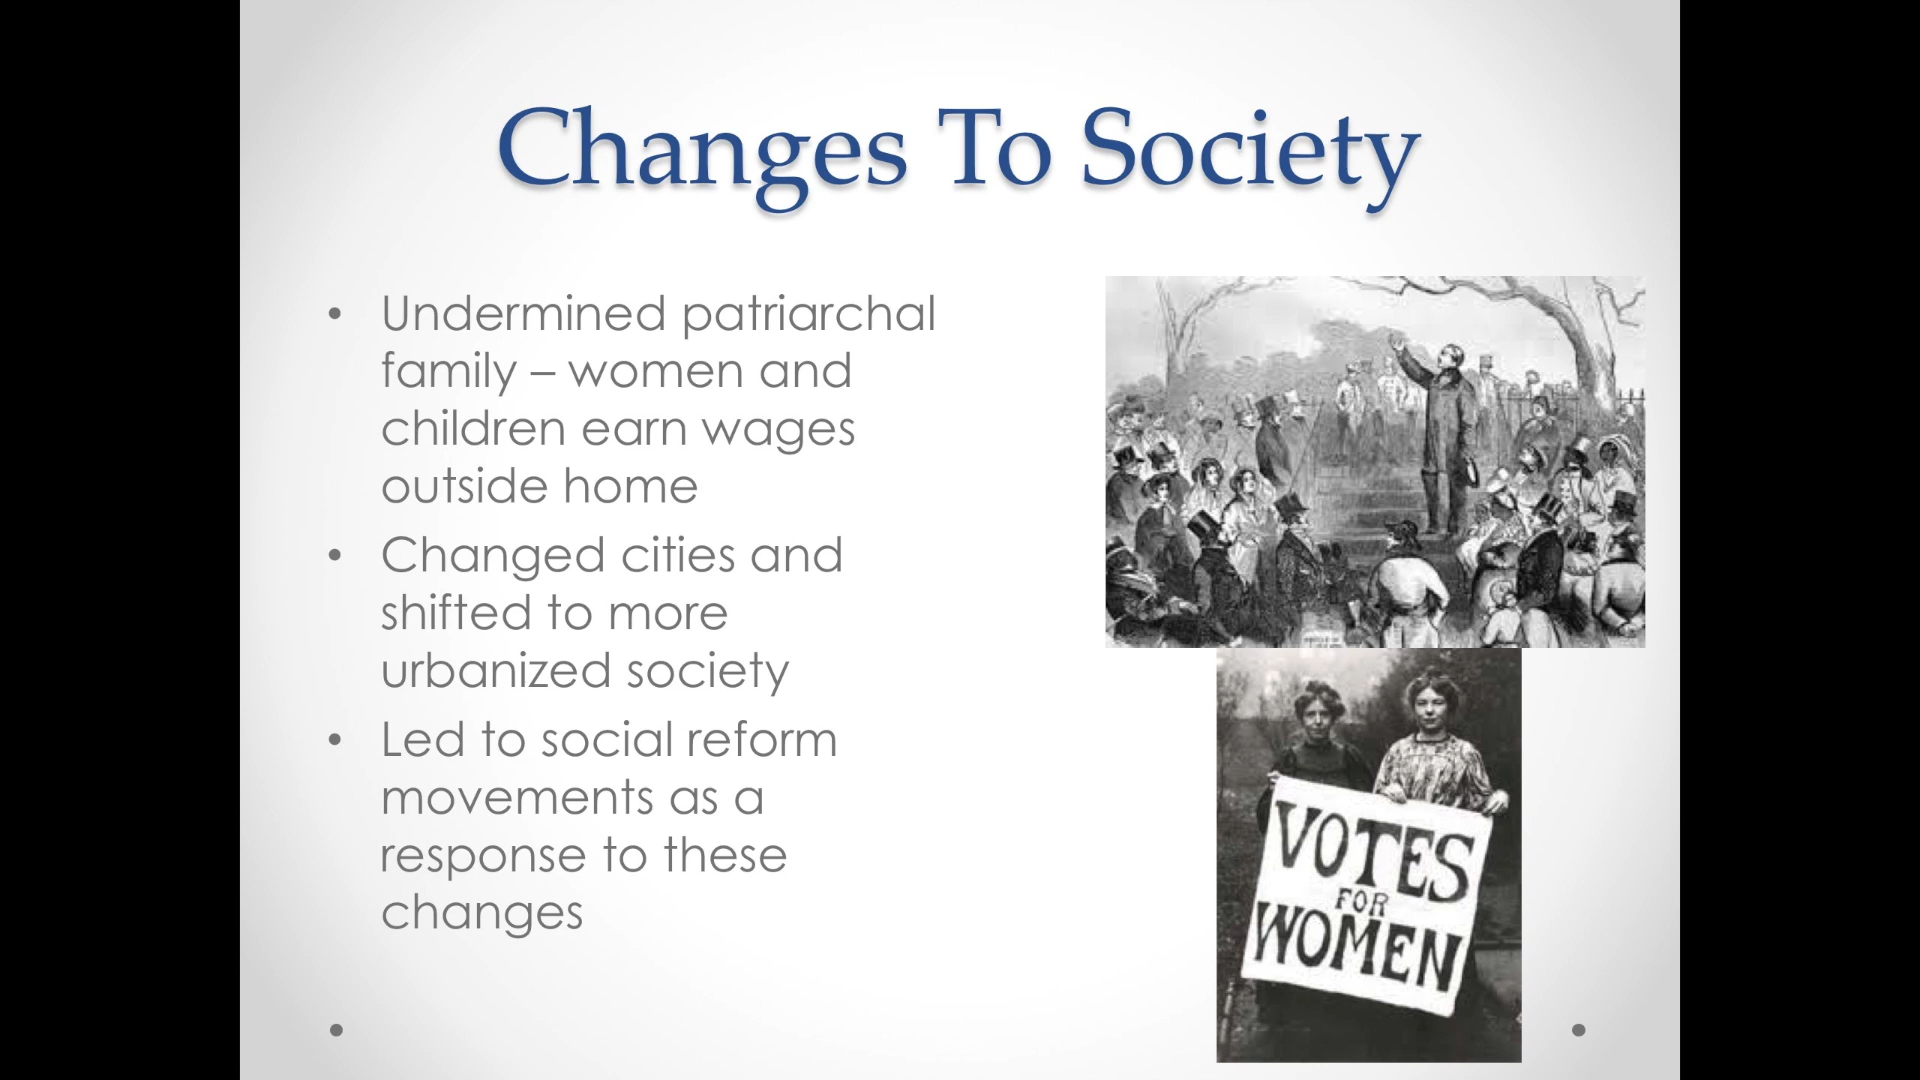 Changes To Society
• Undermined patriarchal
family – women and
children earn wages
outside home
• Changed cities and
shifted to more
urbanized society
• Led to social reform
movements as a
response to these
changes
VOTES
FOR
WOMEN